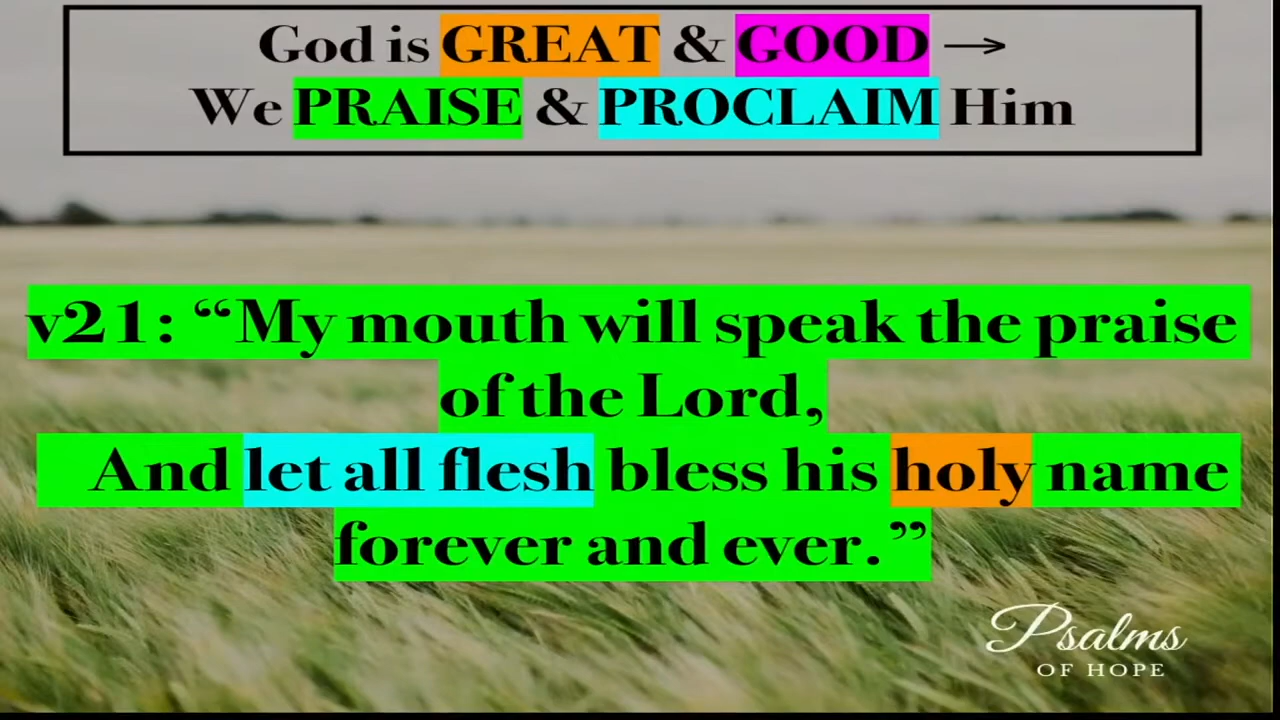 God is GREAT & GOOD →
We PRAISE & PROCLAIM Him
v21: “My mouth will speak the praise
of the Lord,
And let all flesh bless his holy name
forever and ever.”
Psalms
OF HOPE